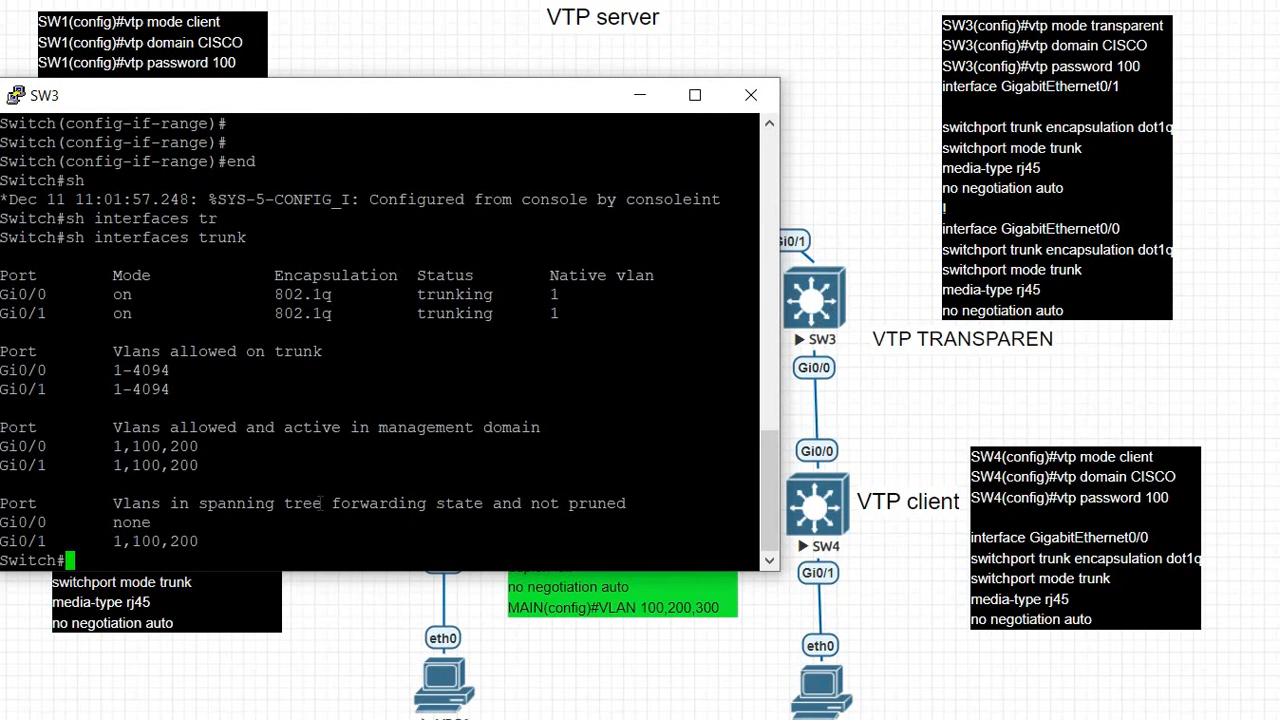 VTP server
SW1(config)#vtp mode client
SW1(config)#vtp domain CISCO
SW1(config)#vtp password 100
SW3(config)#vtp mode transparent
SW3(config)#vtp domain CISCO
SW3(config)#vtp password 100
interface GigabitEthernet0/1
switchport trunk encapsulation dot1q
switchport mode trunk
media-type rj45
no negotiation auto
!
interface GigabitEthernet0/0
switchport trunk encapsulation dot1q
switchport mode trunk
media-type rj45
no negotiation auto
SW3
Switch(config-if-range)#
Switch(config-if-range)#
Switch(config-if-range)#end
Switch#sh
*Dec 11 11:01:57.248: %SYS-5-CONFIG_I: Configured from console by consoleint
Switch#sh interfaces tr
Switch#sh interfaces trunk
Port Mode Encapsulation Status Native vlan
Gi0/0 on 802.1q trunking 1
Gi0/1 on 802.1q trunking 1
Port Vlans allowed on trunk
Gi0/0 1-4094
Gi0/1 1-4094
Port Vlans allowed and active in management domain
Gi0/0 1,100,200
Gi0/1 1,100,200
Port Vlans in spanning tree forwarding state and not pruned
Gi0/0 none
Gi0/1 1,100,200
Switch#
Gi0/1
SW3
VTP TRANSPAREN
Gi0/0
Gi0/0
VTP client
SW4
Gi0/1
eth0
SW4(config)#vtp mode client
SW4(config)#vtp domain CISCO
SW4(config)#vtp password 100
interface GigabitEthernet0/0
switchport trunk encapsulation dot1q
switchport mode trunk
media-type rj45
no negotiation auto
switchport mode trunk
media-type rj45
no negotiation auto
no negotiation auto
MAIN(config)#VLAN 100,200,300
eth0